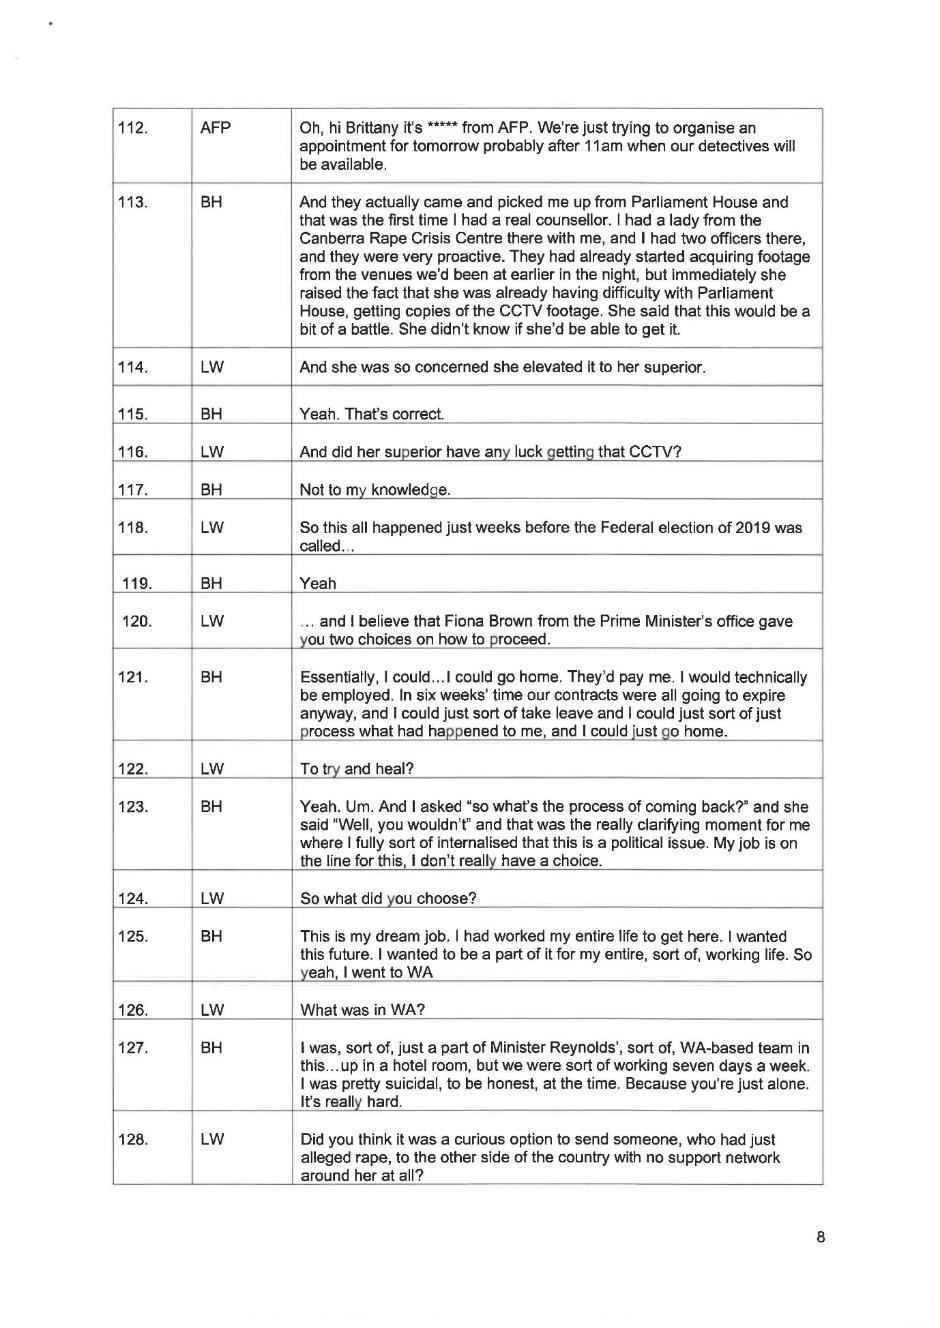 112. AFP Oh, hi Brittany it's ***** from AFP. We're just trying to organise an
appointment for tomorrow probably after 11am when our detectives will
be available.
113. BH And they actually came and picked me up from Parliament House and
that was the first time I had a real counsellor. I had a lady from the
Canberra Rape Crisis Centre there with me, and I had two officers there,
and they were very proactive. They had already started acquiring footage
from the venues we'd been at earlier in the night, but immediately she
raised the fact that she was already having difficulty with Parliament
House, getting copies of the CCTV footage. She said that this would be a
bit of a battle. She didn't know if she'd be able to get it.
114. LW And she was so concerned she elevated it to her superior.
115. BH Yeah. That's correct.
116. LW And did her superior have any luck getting that CCTV?
117. BH Not to my knowledge.
118. LW So this all happened just weeks before the Federal election of 2019 was
called...
119. BH Yeah
120. LW ... and I believe that Fiona Brown from the Prime Minister's office gave
you two choices on how to proceed.
121. BH Essentially, I could...I could go home. They'd pay me. I would technically
be employed. In six weeks' time our contracts were all going to expire
anyway, and I could just sort of take leave and I could just sort of just
process what had happened to me, and I could just go home.
122. LW To try and heal?
123. BH Yeah. Um. And I asked "so what's the process of coming back?" and she
said "Well, you wouldn't" and that was the really clarifying moment for me
where I fully sort of internalised that this is a political issue. My job is on
the line for this, I don't really have a choice.
124. LW So what did you choose?
125. BH This is my dream job. I had worked my entire life to get here. I wanted
this future. I wanted to be a part of it for my entire, sort of, working life. So
yeah, I went to WA
126. LW What was in WA?
127. BH I was, sort of, just a part of Minister Reynolds', sort of, WA-based team in
this...up in a hotel room, but we were sort of working seven days a week.
I was pretty suicidal, to be honest, at the time. Because you're just alone.
It's really hard.
128. LW Did you think it was a curious option to send someone, who had just
alleged rape, to the other side of the country with no support network
around her at all?
8